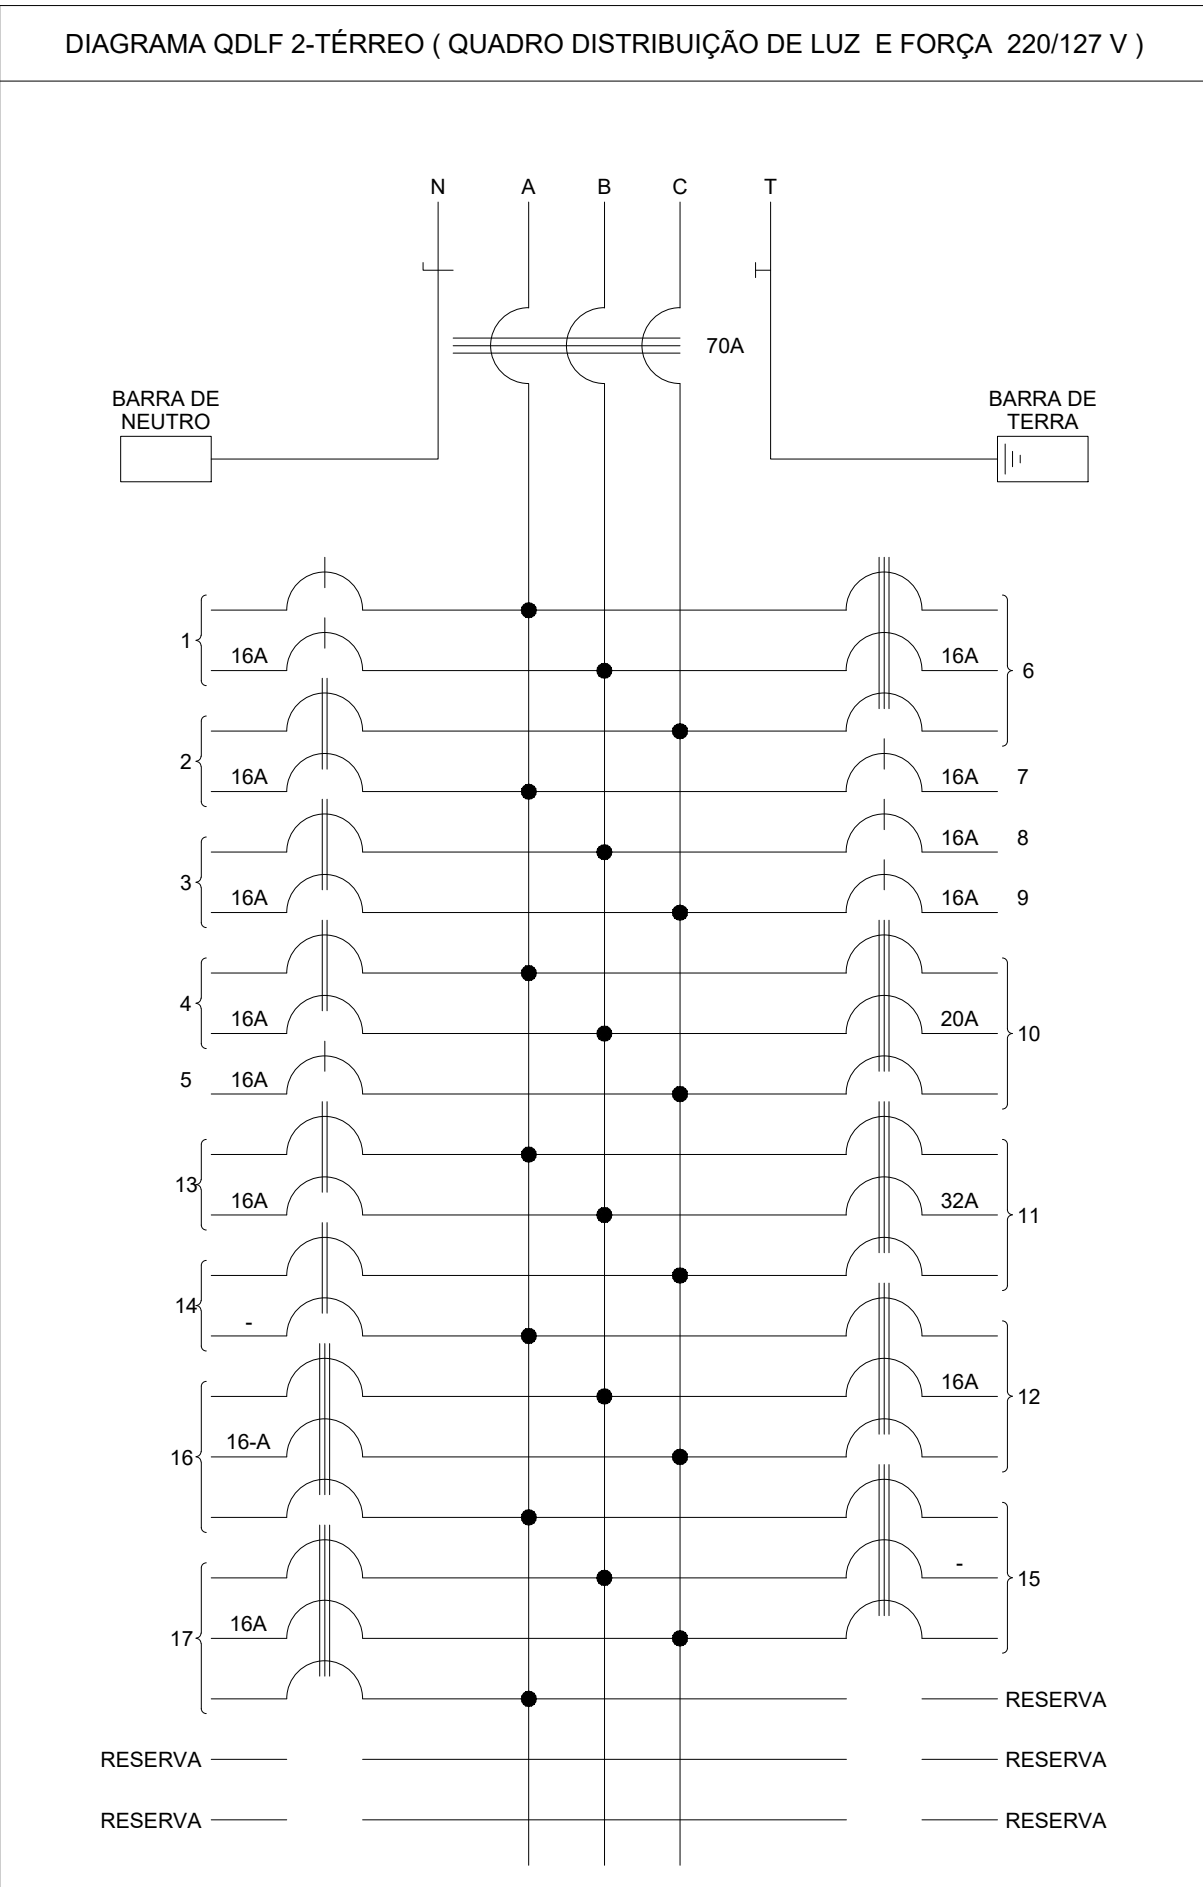 DIAGRAMA QDLF 2-TÉRREO ( QUADRO DISTRIBUIÇÃO DE LUZ E FORÇA 220/127 V )
N A B C T
70A
BARRA DE
NEUTRO
BARRA DE
TERRA
1
16A
16A
6
2
16A
16A
7
16A
8
3
16A
16A
9
4
16A
20A
10
5
16A
13
16A
32A
11
14
-
16A
12
16
16-A
-
15
17
16A
RESERVA
RESERVA
RESERVA
RESERVA
RESERVA